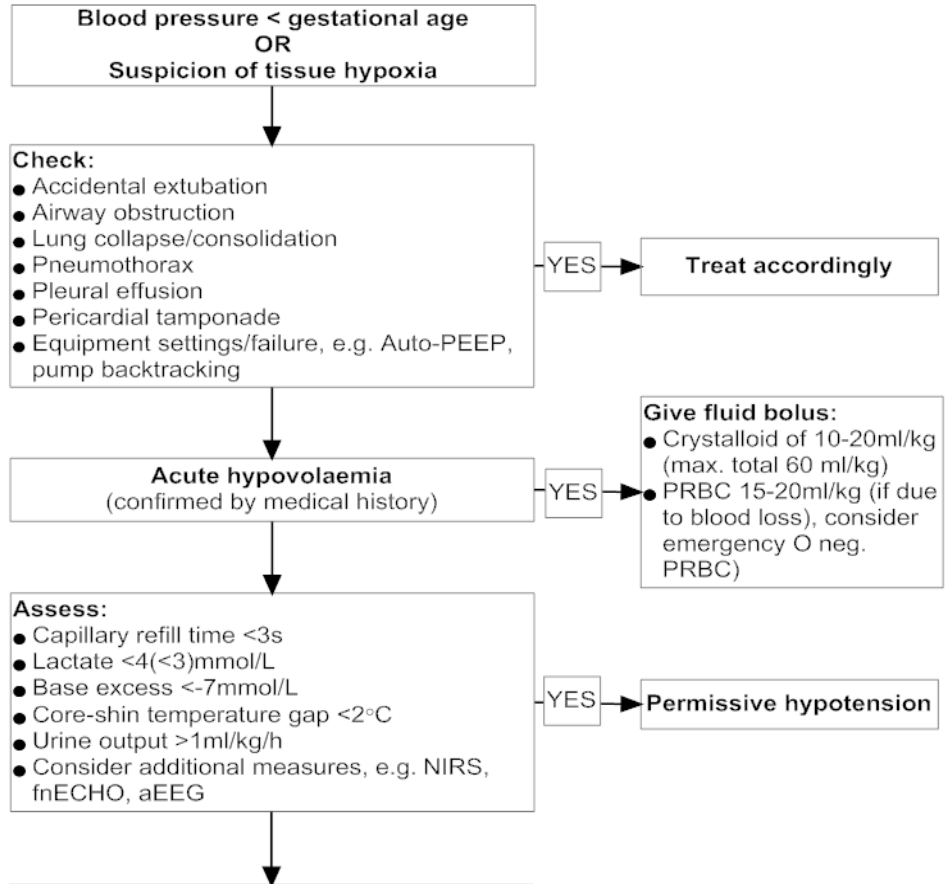 Blood pressure < gestational age
OR
Suspicion of tissue hypoxia
Check:
● Accidental extubation
● Airway obstruction
● Lung collapse/consolidation
● Pneumothorax
● Pleural effusion
● Pericardial tamponade
● Equipment settings/failure, e.g. Auto-PEEP,
pump backtracking
YES
Treat accordingly
Acute hypovolaemia
(confirmed by medical history)
YES
Give fluid bolus:
● Crystalloid of 10-20ml/kg
(max. total 60 ml/kg)
● PRBC 15-20ml/kg (if due
to blood loss), consider
emergency O neg.
PRBC)
Assess:
● Capillary refill time <3s
● Lactate <4(<3)mmol/L
● Base excess <-7mmol/L
● Core-shin temperature gap <2°C
● Urine output >1ml/kg/h
● Consider additional measures, e.g. NIRS,
fnECHO, aEEG
YES
Permissive hypotension